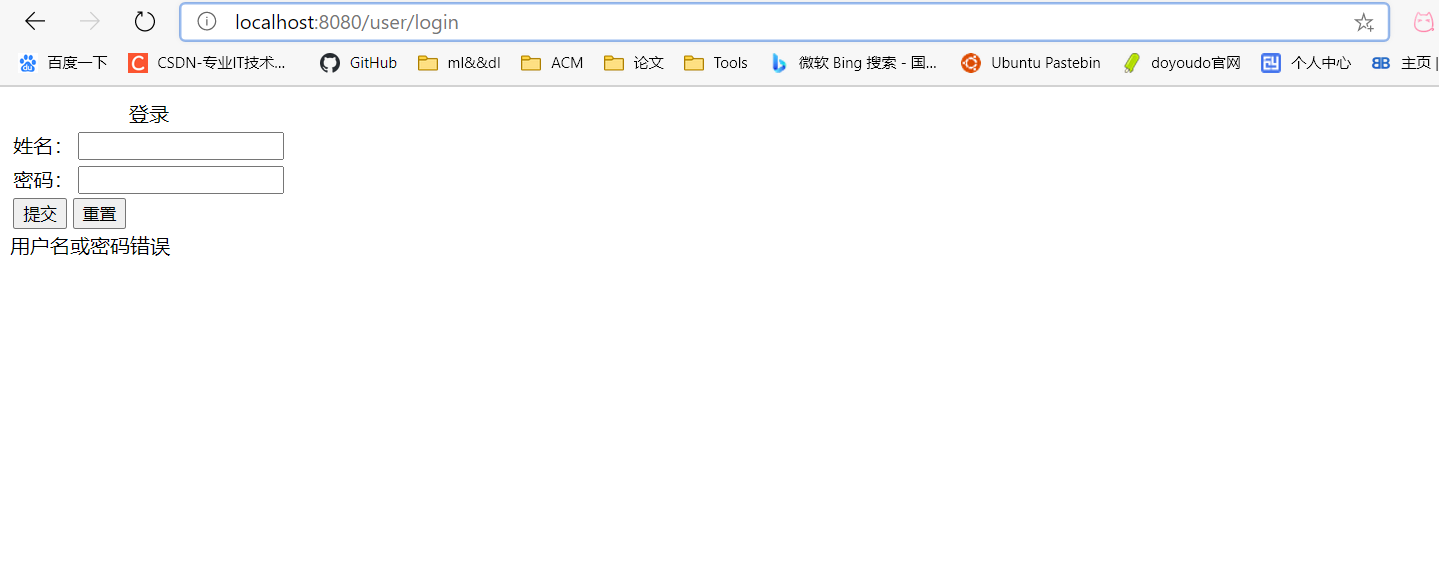 localhost:8080/user/login
百度一下 CSDN-专业IT技术... GitHub ml&&dl ACM 论文 Tools 微软 Bing 搜索 - 国... Ubuntu Pastebin doyoudo官网 个人中心 主页 |
登录
姓名：
密码：
提交 重置
用户名或密码错误